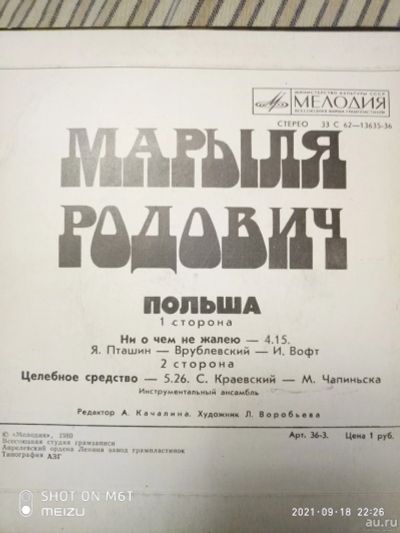 МИНИСТЕРСТВО КУЛЬТУРЫ СССР
МЕЛОДИЯ
ВСЕСОЮЗНАЯ ФИРМА ГРАМПЛАСТИНОК
СТЕРЕО 33 С 62—13635-36
МАРЫЛЯ
РОДОВИЧ
ПОЛЬША
1 сторона
Ни о чем не жалею — 4.15.
Я. Пташин — Врублевский — И. Вофт
2 сторона
Целебное средство — 5.26. С. Краевский — М. Чапиньска
Инструментальный ансамбль
Редактор А. Качалина. Художник Л. Воробьева
© «Мелодия», 1980
Всесоюзная студия грамзаписи
Апрелевский ордена Ленина завод грампластинок
Типография АЗГ
Арт. 36-3. Цена 1 руб.
SHOT ON M6T
MEIZU
2021-09-18 22:26
au.ru